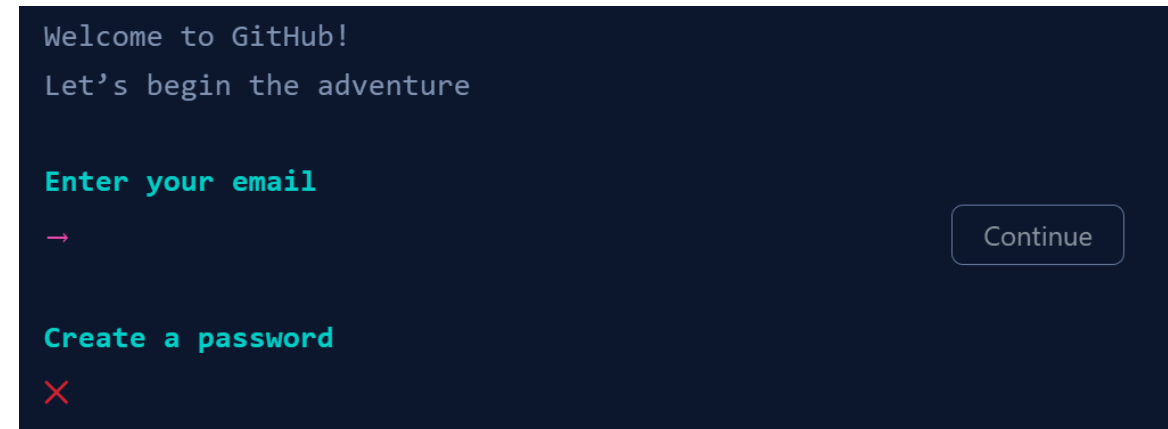 Welcome to GitHub!
Let’s begin the adventure
Enter your email
→
Continue
Create a password